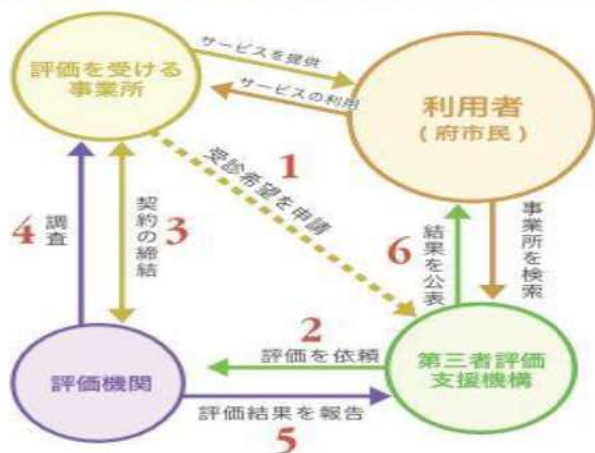 評価を受ける
事業所
サービスを提供
サービスの利用
利用者
(府市民)
1
受診希望を申請
4
調査
契約の締結
3
6
結果を公表
事業所を検索
2
評価を依頼
評価機関
第三者評価
支援機構
評価結果を報告
5